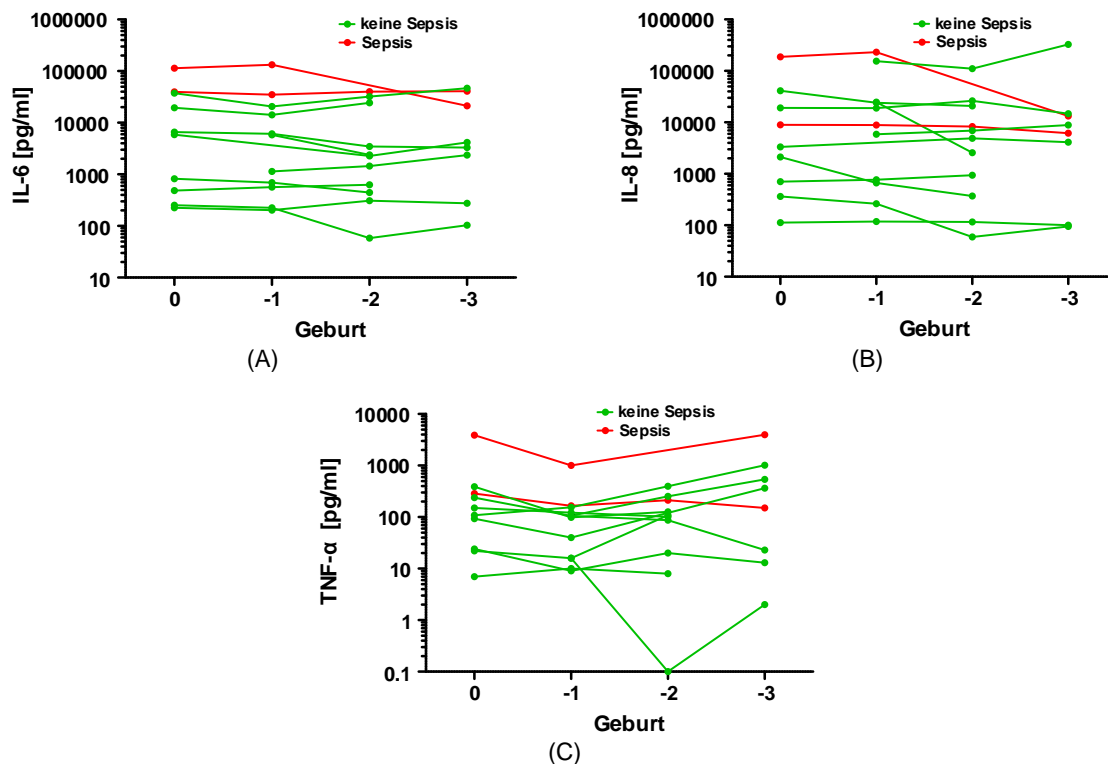 keine Sepsis
Sepsis
IL-6 [pg/ml]
1000000
100000
10000
1000
100
10
0 -1 -2 -3
Geburt
(A)
keine Sepsis
Sepsis
IL-8 [pg/ml]
1000000
100000
10000
1000
100
10
0 -1 -2 -3
Geburt
(B)
keine Sepsis
Sepsis
TNF-α [pg/ml]
10000
1000
100
10
1
0.1
0 -1 -2 -3
Geburt
(C)